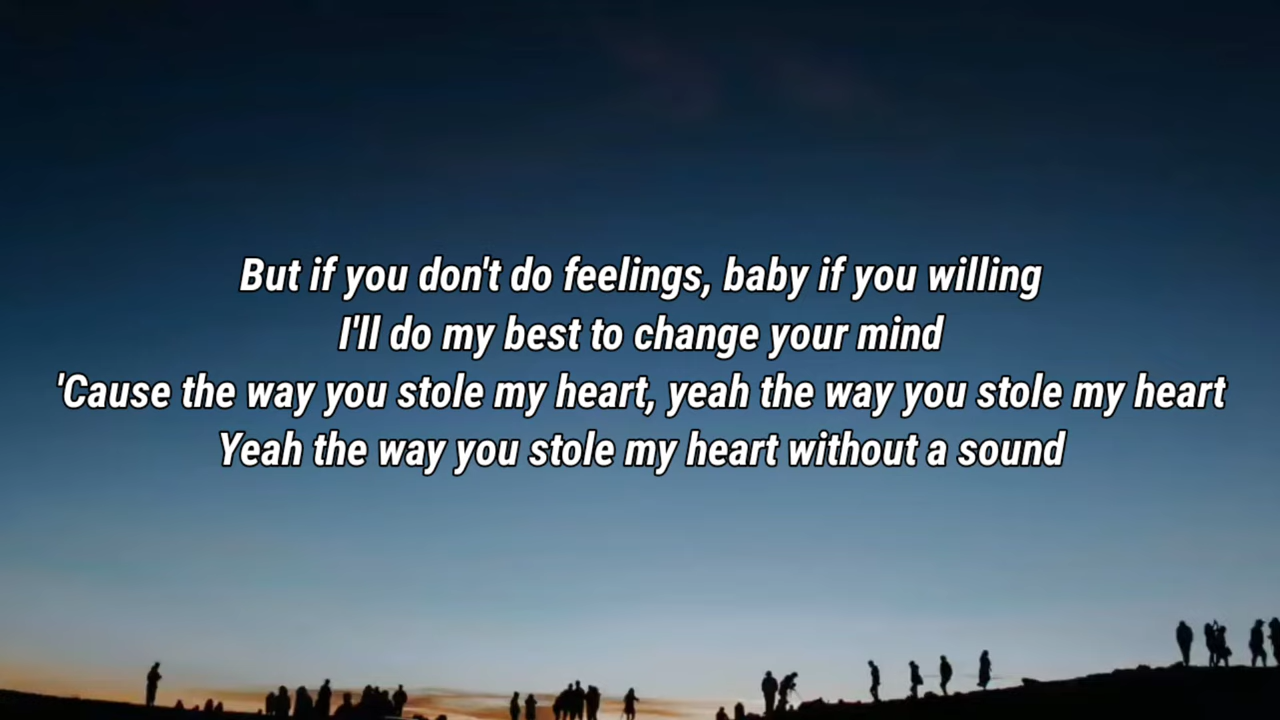 But if you don't do feelings, baby if you willing
I'll do my best to change your mind
'Cause the way you stole my heart, yeah the way you stole my heart
Yeah the way you stole my heart without a sound